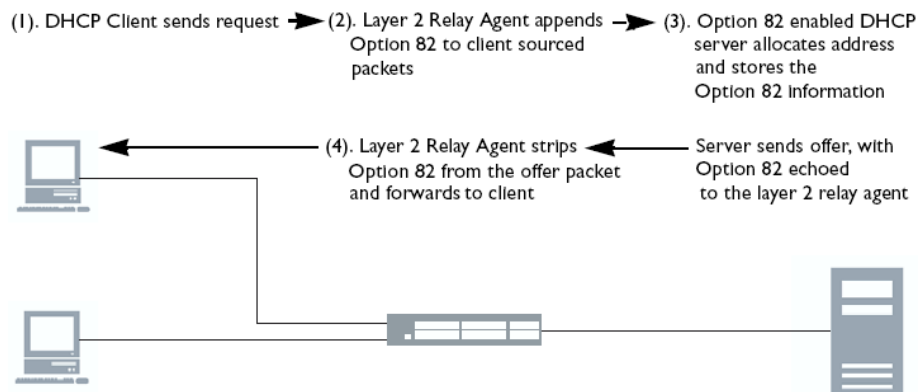 (1). DHCP Client sends request
(2). Layer 2 Relay Agent appends
Option 82 to client sourced
packets
(3). Option 82 enabled DHCP
server allocates address
and stores the
Option 82 information
(4). Layer 2 Relay Agent strips
Option 82 from the offer packet
and forwards to client
Server sends offer, with
Option 82 echoed
to the layer 2 relay agent